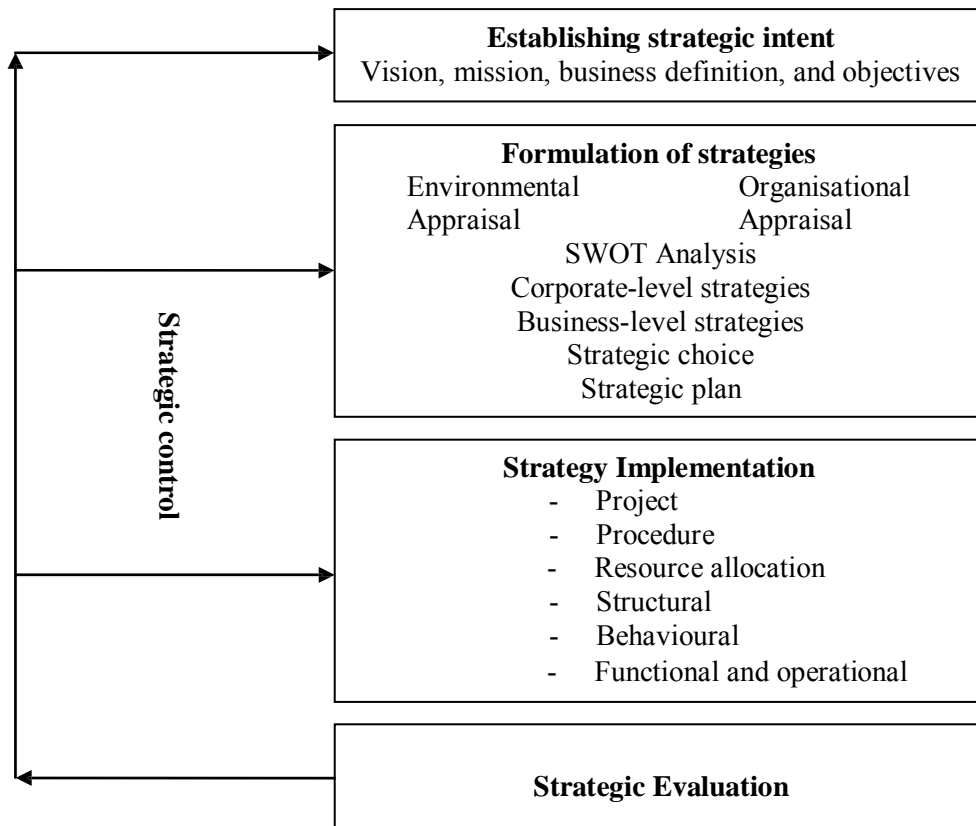 Establishing strategic intent
Vision, mission, business definition, and objectives
Formulation of strategies
Environmental Organisational
Appraisal Appraisal
SWOT Analysis
Corporate-level strategies
Business-level strategies
Strategic choice
Strategic plan
Strategic control
Strategy Implementation
- Project
- Procedure
- Resource allocation
- Structural
- Behavioural
- Functional and operational
Strategic Evaluation